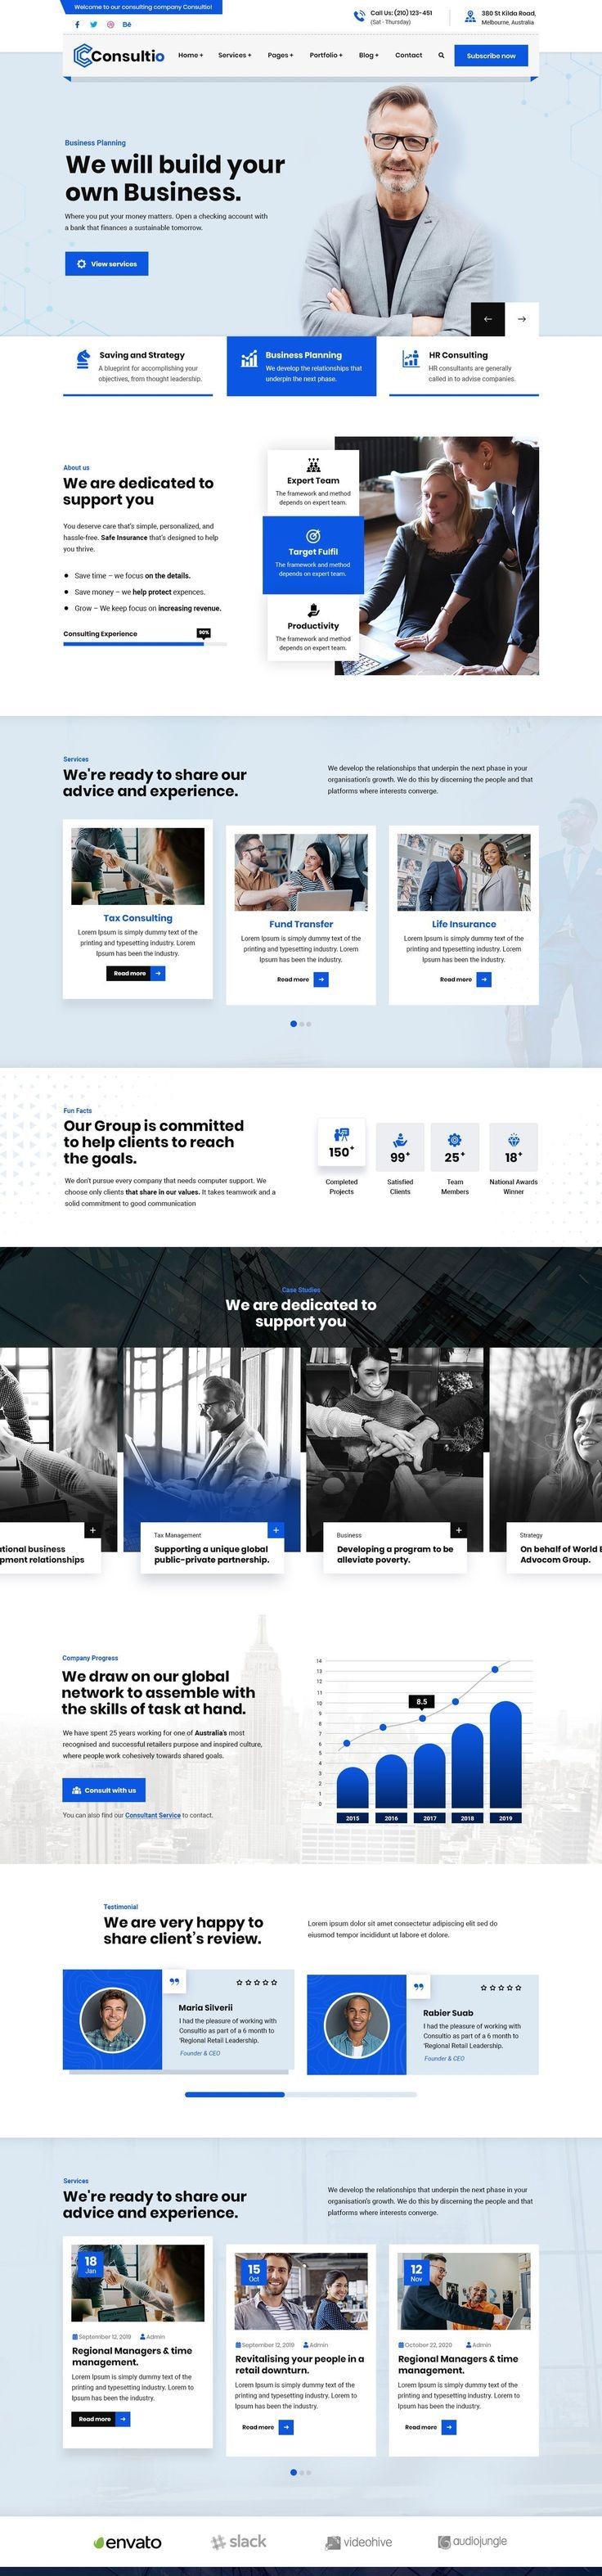 Welcome to our consulting company Consultio!
Call Us: (210) 123-451
(Sat - Thursday)
380 St Kilda Road,
Melbourne, Australia
f
Bē
Consultio
Home + Services + Pages + Portfolio + Blog + Contact
Subscribe now
Business Planning
We will build your
own Business.
Where you put your money matters. Open a checking account with
a bank that finances a sustainable tomorrow.
View services
Saving and Strategy
A blueprint for accomplishing your
objectives, from thought leadership.
Business Planning
We develop the relationships that
underpin the next phase.
HR Consulting
HR consultants are generally
called in to advise companies.
About us
We are dedicated to
support you
You deserve care that's simple, personalized, and
hassle-free. Safe Insurance that's designed to help
you thrive.
Save time – we focus on the details.
Save money – we help protect expences.
Grow – We keep focus on increasing revenue.
Consulting Experience
90%
Expert Team
The framework and method
depends on expert team.
Target Fulfil
The framework and method
depends on expert team.
Productivity
The framework and method
depends on expert team.
Services
We're ready to share our
advice and experience.
We develop the relationships that underpin the next phase in your
organisation's growth. We do this by discerning the people and that
platforms where interests converge.
Tax Consulting
Lorem Ipsum is simply dummy text of the
printing and typesetting industry. Lorem
Ipsum has been the industry.
Read more
Fund Transfer
Lorem Ipsum is simply dummy text of the
printing and typesetting industry. Lorem
Ipsum has been the industry.
Read more
Life Insurance
Lorem Ipsum is simply dummy text of the
printing and typesetting industry. Lorem
Ipsum has been the industry.
Read more
Fun Facts
Our Group is committed
to help clients to reach
the goals.
We don't pursue every company that needs computer support. We
choose only clients that share in our values. It takes teamwork and a
solid commitment to good communication
150+
Completed
Projects
99+
Satisfied
Clients
25+
Team
Members
18+
National Awards
Winner
Case Studies
We are dedicated to
support you
ational business
pment relationships
Tax Management
Supporting a unique global
public-private partnership.
Business
Developing a program to be
alleviate poverty.
Strategy
On behalf of World
Advocom Group.
Company Progress
We draw on our global
network to assemble with
the skills of task at hand.
We have spent 25 years working for one of Australia's most
recognised and successful retailers purpose and inspired culture,
where people work cohesively towards shared goals.
Consult with us
You can also find our Consultant Service to contact.
14
13
12
11
10
9
8
7
6
5
4
3
2
1
0
8.5
2015 2016 2017 2018 2019
Testimonial
We are very happy to
share client's review.
Lorem ipsum dolor sit amet consectetur adipiscing elit sed do
eiusmod tempor incididunt ut labore et dolore.
Maria Silverii
I had the pleasure of working with
Consultio as part of a 6 month to
'Regional Retail Leadership.
Founder & CEO
Rabier Suab
I had the pleasure of working with
Consultio as part of a 6 month to
'Regional Retail Leadership.
Founder & CEO
Services
We're ready to share our
advice and experience.
We develop the relationships that underpin the next phase in your
organisation's growth. We do this by discerning the people and that
platforms where interests converge.
18
Jan
September 12, 2019 Admin
Regional Managers & time
management.
Lorem Ipsum is simply dummy text of the
printing and typesetting industry. Lorem to
Ipsum has been the industry.
Read more
15
Oct
September 12, 2019 Admin
Revitalising your people in a
retail downturn.
Lorem Ipsum is simply dummy text of the
printing and typesetting industry. Lorem to
Ipsum has been the industry.
Read more
12
Nov
October 22, 2020 Admin
Regional Managers & time
management.
Lorem Ipsum is simply dummy text of the
printing and typesetting industry. Lorem to
Ipsum has been the industry.
Read more
envato
slack
videohive
audiojungle